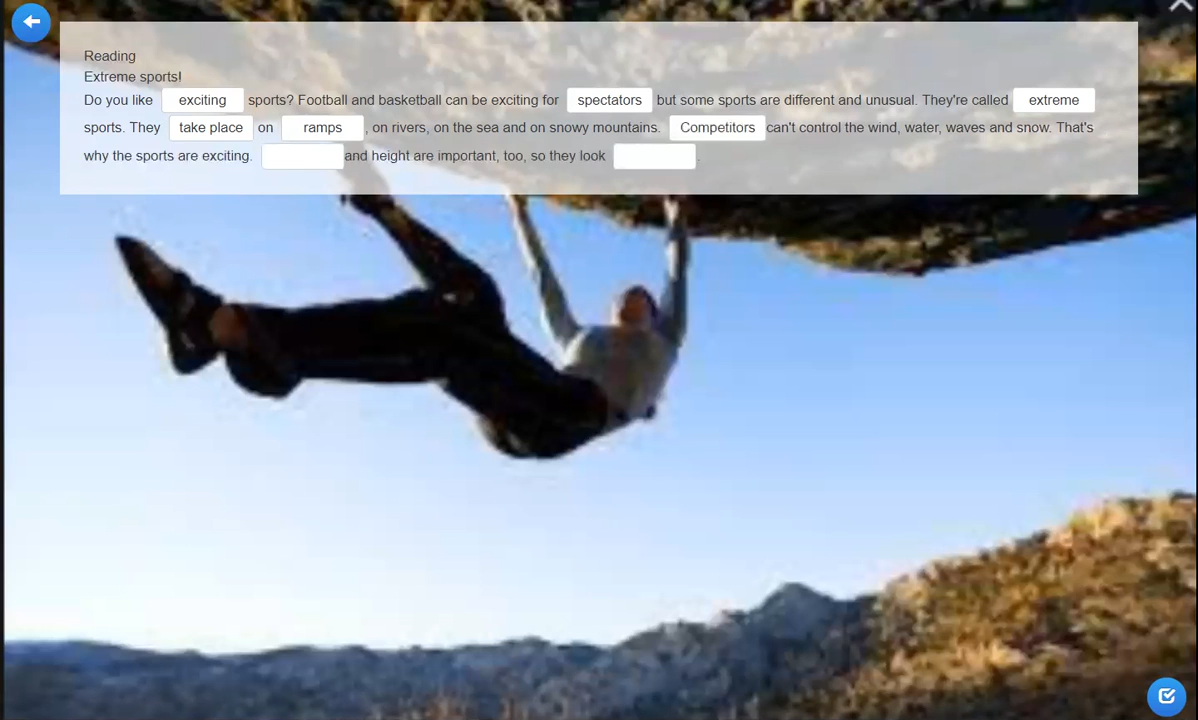 Reading
Extreme sports!
Do you like exciting sports? Football and basketball can be exciting for spectators but some sports are different and unusual. They're called extreme
sports. They take place on ramps , on rivers, on the sea and on snowy mountains. Competitors can't control the wind, water, waves and snow. That's
why the sports are exciting. and height are important, too, so they look .